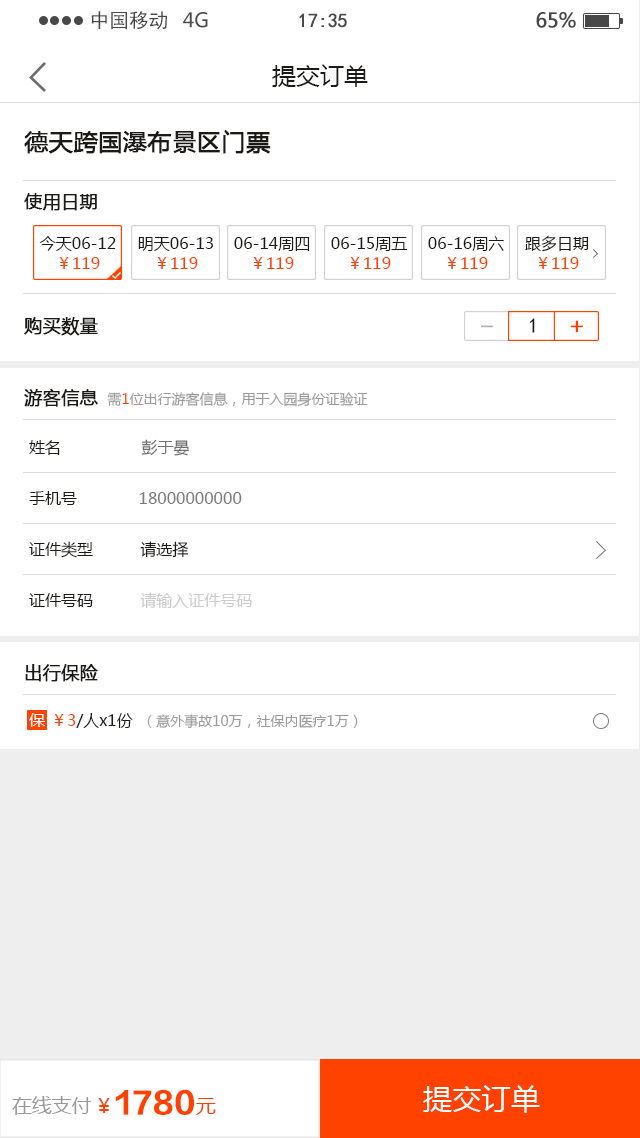 中国移动 4G 17:35 65%
提交订单
德天跨国瀑布景区门票
使用日期
今天06-12 明天06-13 06-14周四 06-15周五 06-16周六 跟多日期
￥119 ￥119 ￥119 ￥119 ￥119 ￥119
购买数量 － 1 +
游客信息 需1位出行游客信息，用于入园身份证验证
姓名 彭于晏
手机号 18000000000
证件类型 请选择
证件号码 请输入证件号码
出行保险
保 ￥3/人x1份 （意外事故10万，社保内医疗1万）
在线支付 ￥1780元 提交订单